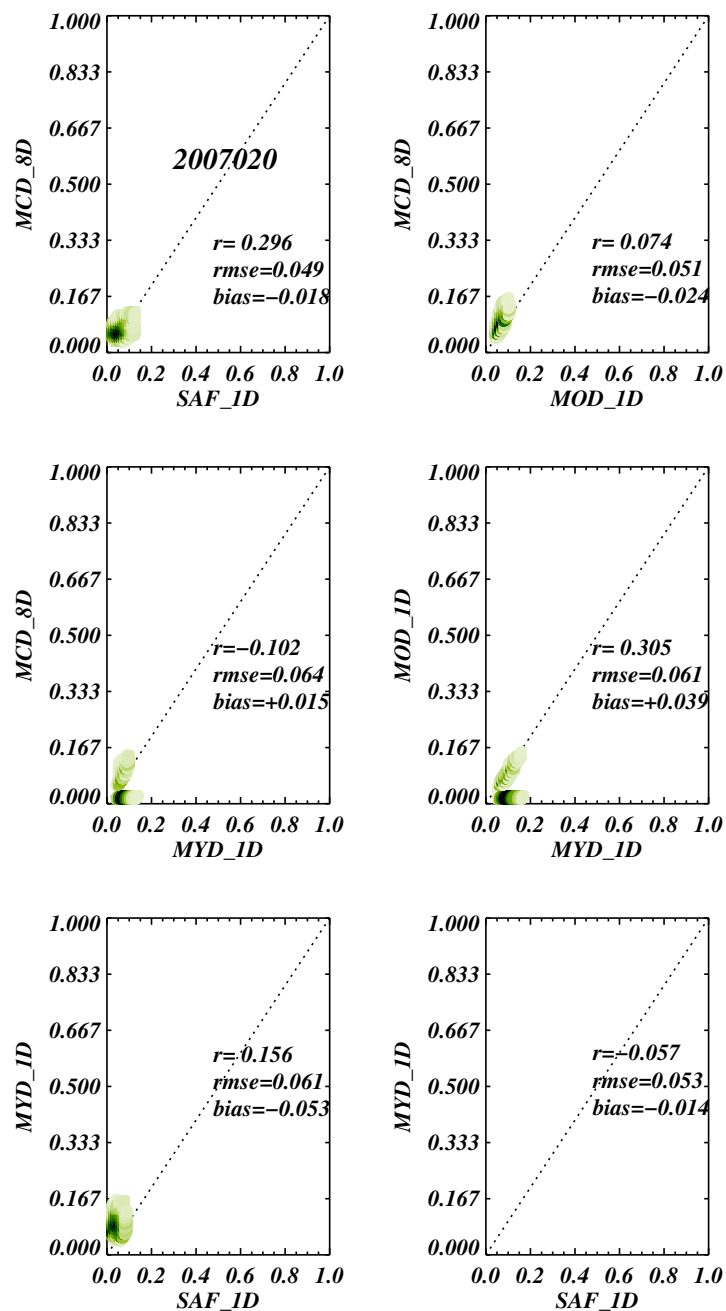 1.000
0.833
0.667
0.500
0.333
0.167
0.000
MCD_8D
2007020
r= 0.296
rmse=0.049
bias=−0.018
0.0 0.2 0.4 0.6 0.8 1.0
SAF_1D
1.000
0.833
0.667
0.500
0.333
0.167
0.000
MCD_8D
r= 0.074
rmse=0.051
bias=−0.024
0.0 0.2 0.4 0.6 0.8 1.0
MOD_1D
1.000
0.833
0.667
0.500
0.333
0.167
0.000
MCD_8D
r=−0.102
rmse=0.064
bias=+0.015
0.0 0.2 0.4 0.6 0.8 1.0
MYD_1D
1.000
0.833
0.667
0.500
0.333
0.167
0.000
MOD_1D
r= 0.305
rmse=0.061
bias=+0.039
0.0 0.2 0.4 0.6 0.8 1.0
MYD_1D
1.000
0.833
0.667
0.500
0.333
0.167
0.000
MYD_1D
r= 0.156
rmse=0.061
bias=−0.053
0.0 0.2 0.4 0.6 0.8 1.0
SAF_1D
1.000
0.833
0.667
0.500
0.333
0.167
0.000
MYD_1D
r=−0.057
rmse=0.053
bias=−0.014
0.0 0.2 0.4 0.6 0.8 1.0
SAF_1D